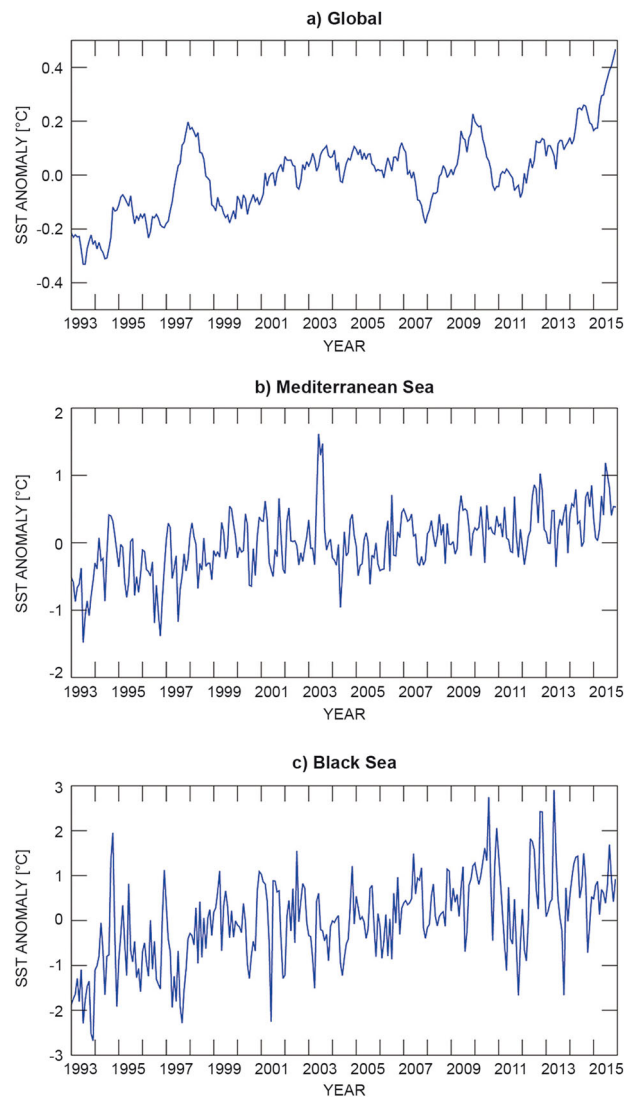 a) Global
SST ANOMALY [°C]
0.4
0.2
0.0
-0.2
-0.4
1993 1995 1997 1999 2001 2003 2005 2007 2009 2011 2013 2015
YEAR
b) Mediterranean Sea
SST ANOMALY [°C]
2
1
0
-1
-2
1993 1995 1997 1999 2001 2003 2005 2007 2009 2011 2013 2015
YEAR
c) Black Sea
SST ANOMALY [°C]
3
2
1
0
-1
-2
-3
1993 1995 1997 1999 2001 2003 2005 2007 2009 2011 2013 2015
YEAR